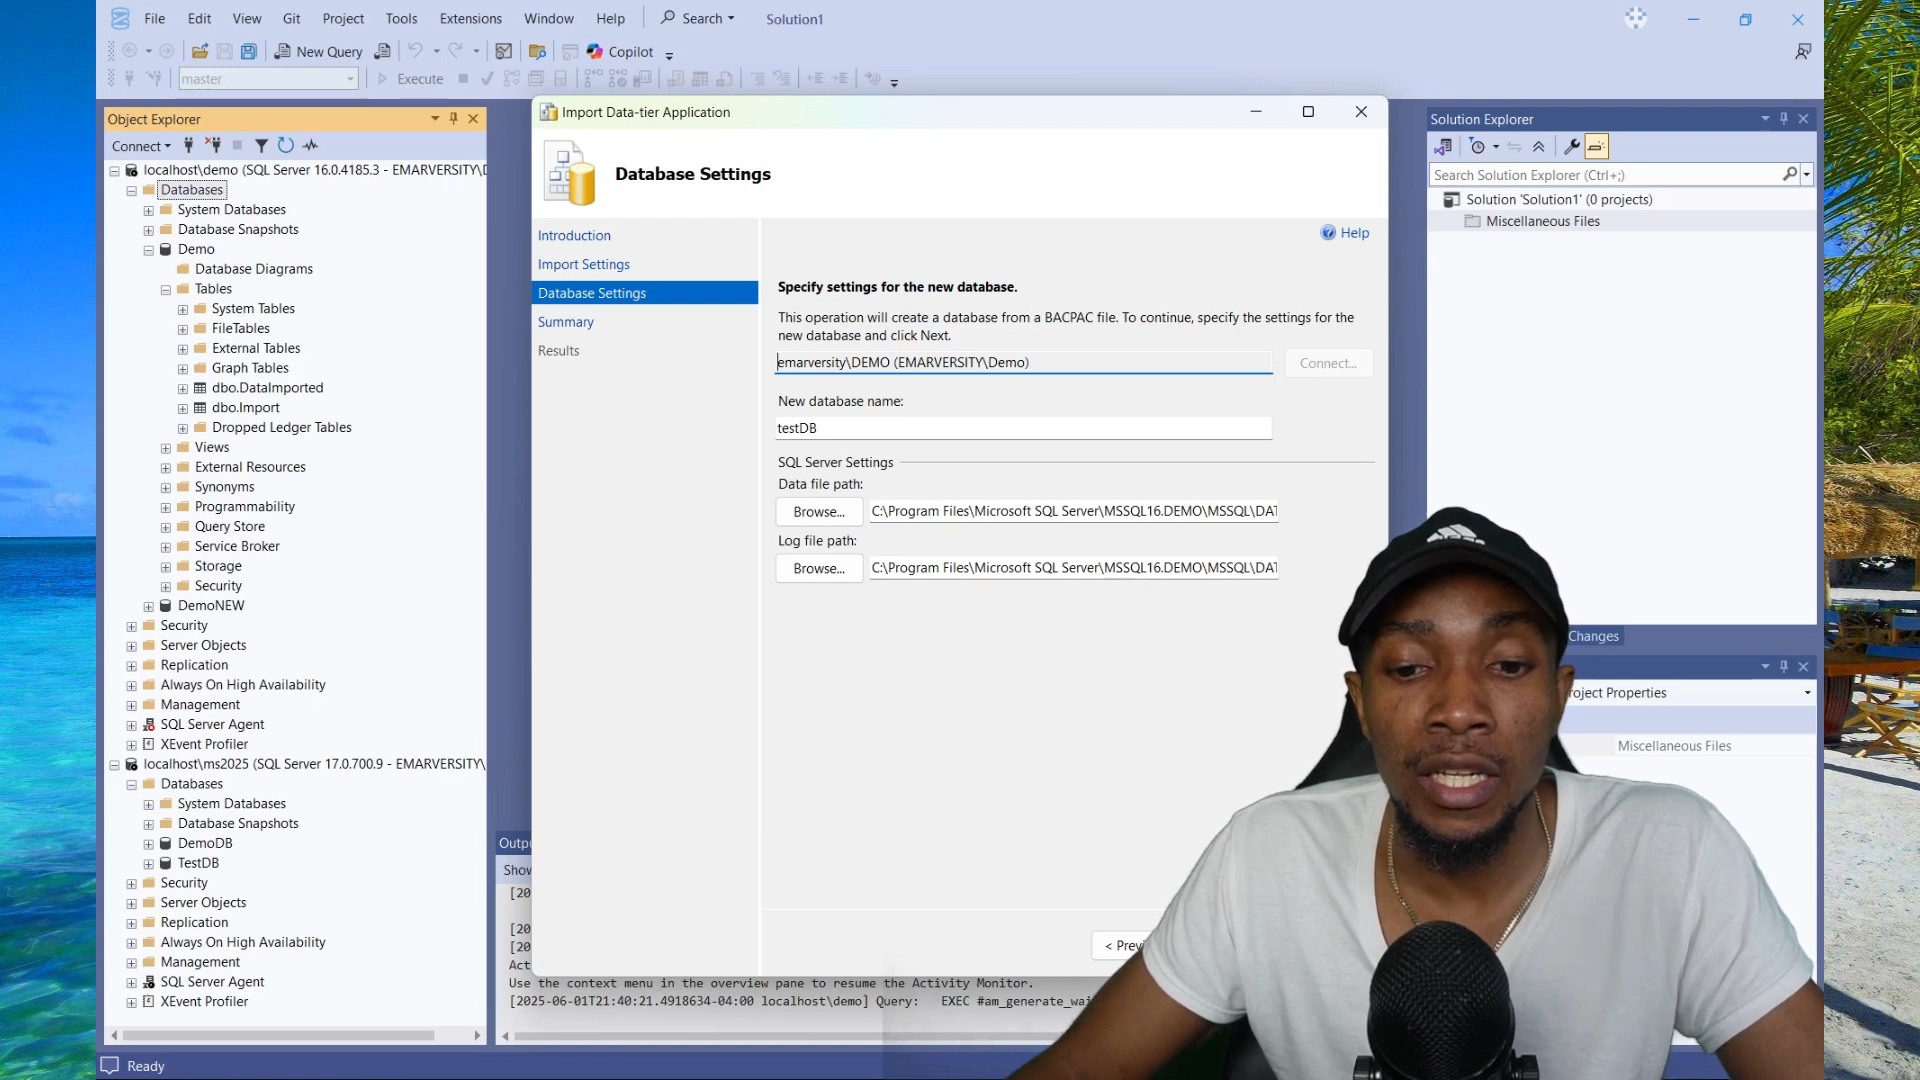 File Edit View Git Project Tools Extensions Window Help Search Solution1
New Query Copilot
master Execute
Object Explorer
Connect
localhost\demo (SQL Server 16.0.4185.3 - EMARVERSITY\D
Databases
System Databases
Database Snapshots
Demo
Database Diagrams
Tables
System Tables
FileTables
External Tables
Graph Tables
dbo.DataImported
dbo.Import
Dropped Ledger Tables
Views
External Resources
Synonyms
Programmability
Query Store
Service Broker
Storage
Security
DemoNEW
Security
Server Objects
Replication
Always On High Availability
Management
SQL Server Agent
XEvent Profiler
localhost\ms2025 (SQL Server 17.0.700.9 - EMARVERSITY\
Databases
System Databases
Database Snapshots
DemoDB
TestDB
Security
Server Objects
Replication
Always On High Availability
Management
SQL Server Agent
XEvent Profiler
Import Data-tier Application
Database Settings
Introduction
Import Settings
Database Settings
Summary
Results
Help
Specify settings for the new database.
This operation will create a database from a BACPAC file. To continue, specify the settings for the
new database and click Next.
emarversity\DEMO (EMARVERSITY\Demo)
Connect...
New database name:
testDB
SQL Server Settings
Data file path:
Browse... C:\Program Files\Microsoft SQL Server\MSSQL16.DEMO\MSSQL\DAT
Log file path:
Browse... C:\Program Files\Microsoft SQL Server\MSSQL16.DEMO\MSSQL\DAT
< Previ
Outpu
Show
[20
[20
[20
Act
Use the context menu in the overview pane to resume the Activity Monitor.
[2025-06-01T21:40:21.4918634-04:00 localhost\demo] Query: EXEC #am_generate_wai
Solution Explorer
Search Solution Explorer (Ctrl+;)
Solution 'Solution1' (0 projects)
Miscellaneous Files
Changes
roject Properties
Miscellaneous Files
Ready